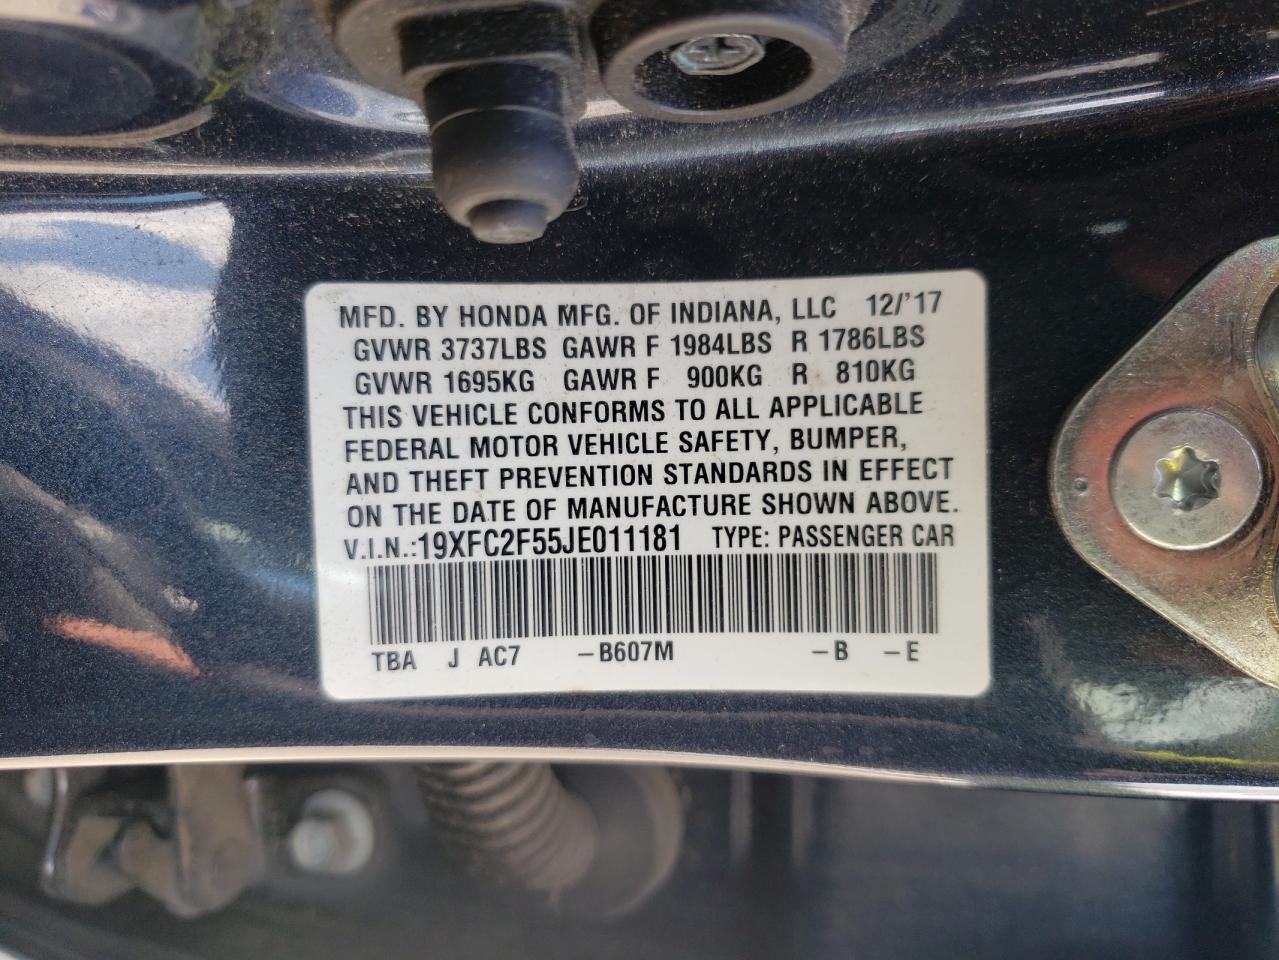 MFD. BY HONDA MFG. OF INDIANA, LLC 12/'17
GVWR 3737LBS GAWR F 1984LBS R 1786LBS
GVWR 1695KG GAWR F 900KG R 810KG
THIS VEHICLE CONFORMS TO ALL APPLICABLE
FEDERAL MOTOR VEHICLE SAFETY, BUMPER,
AND THEFT PREVENTION STANDARDS IN EFFECT
ON THE DATE OF MANUFACTURE SHOWN ABOVE.
V.I.N.:19XFC2F55JE011181 TYPE: PASSENGER CAR
TBA J AC7 -B607M -B -E